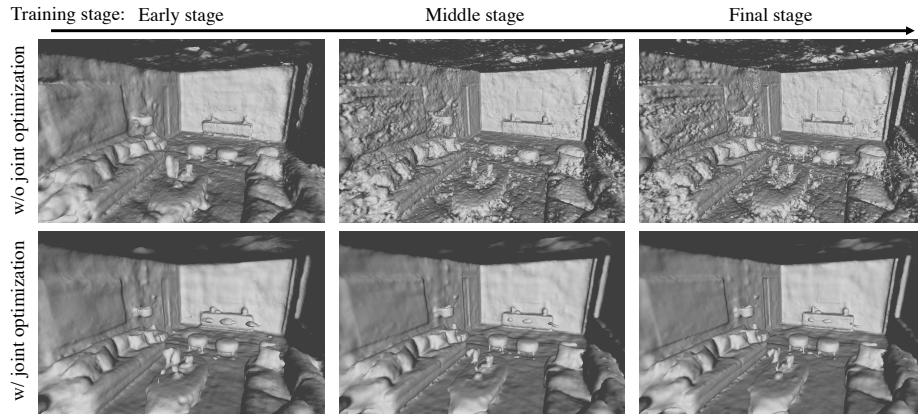 Training stage: Early stage
Middle stage
Final stage
w/o joint optimization
w/ joint optimization